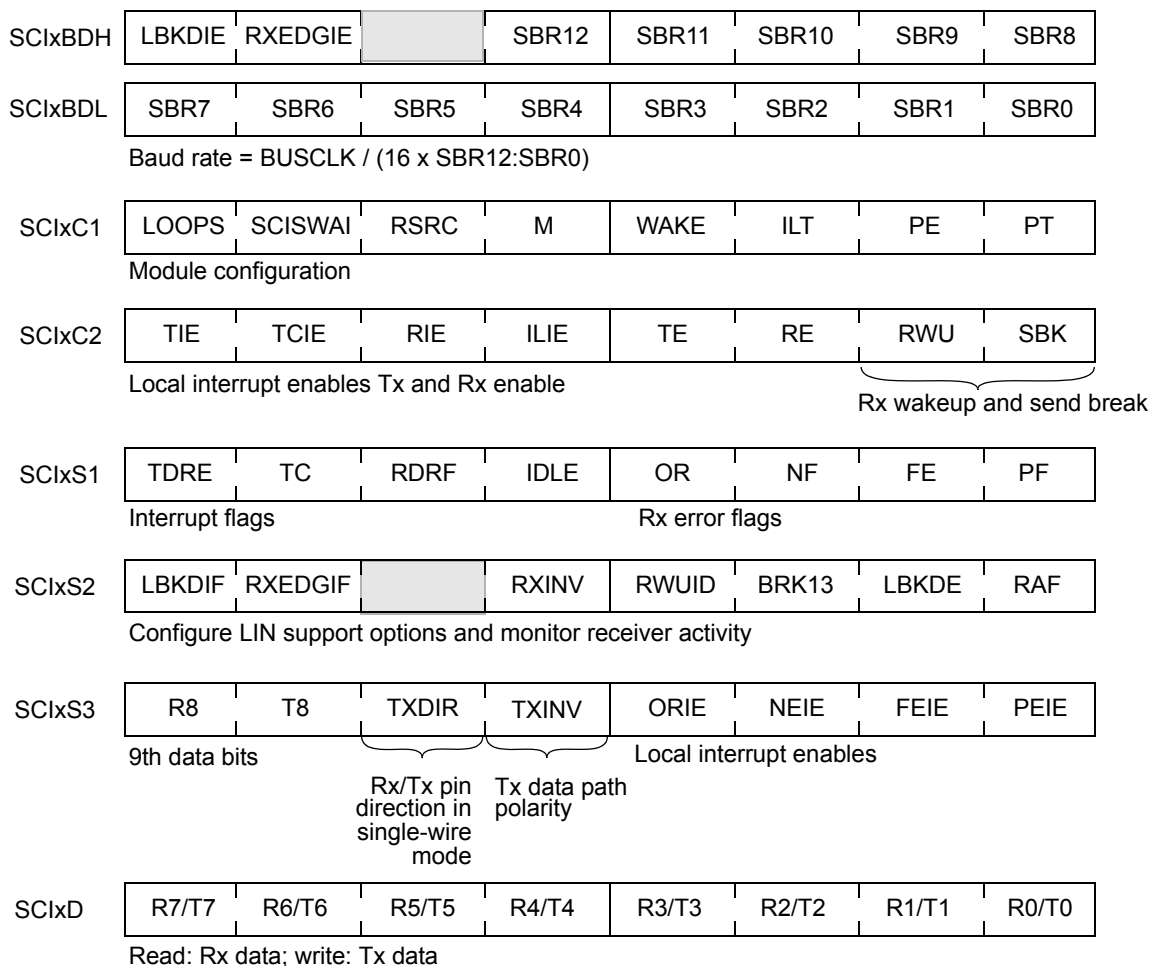 SCIxBDH LBKDIE RXEDGIE SBR12 SBR11 SBR10 SBR9 SBR8
SCIxBDL SBR7 SBR6 SBR5 SBR4 SBR3 SBR2 SBR1 SBR0
Baud rate = BUSCLK / (16 x SBR12:SBR0)
SCIxC1 LOOPS SCISWAI RSRC M WAKE ILT PE PT
Module configuration
SCIxC2 TIE TCIE RIE ILIE TE RE RWU SBK
Local interrupt enables Tx and Rx enable
Rx wakeup and send break
SCIxS1 TDRE TC RDRF IDLE OR NF FE PF
Interrupt flags Rx error flags
SCIxS2 LBKDIF RXEDGIF RXINV RWUID BRK13 LBKDE RAF
Configure LIN support options and monitor receiver activity
SCIxS3 R8 T8 TXDIR TXINV ORIE NEIE FEIE PEIE
9th data bits Local interrupt enables
Rx/Tx pin
direction in
single-wire
mode
Tx data path
polarity
SCIxD R7/T7 R6/T6 R5/T5 R4/T4 R3/T3 R2/T2 R1/T1 R0/T0
Read: Rx data; write: Tx data